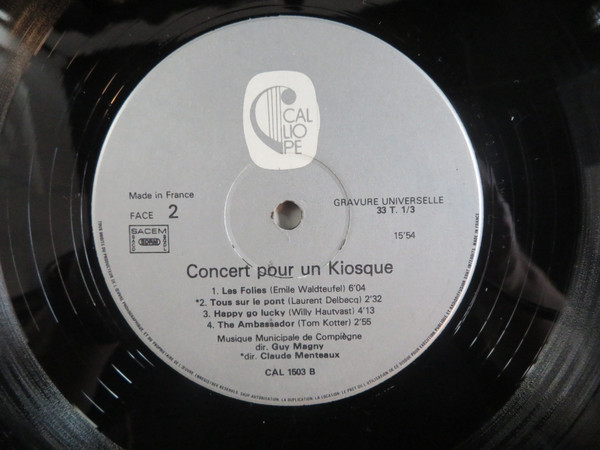 CAL
LIO
PE
Made in France
FACE 2
SACEM
GRAVURE UNIVERSELLE
33 T. 1/3
15'54
Concert pour un Kiosque
1. Les Folies (Emile Waldteufel) 6'04
*2. Tous sur le pont (Laurent Delbecq) 2'32
3. Happy go lucky (Willy Hautvast) 4'13
4. The Ambassador (Tom Kotter) 2'55
Musique Municipale de Compiègne
dir. Guy Magny
*dir. Claude Menteaux
CAL 1503 B